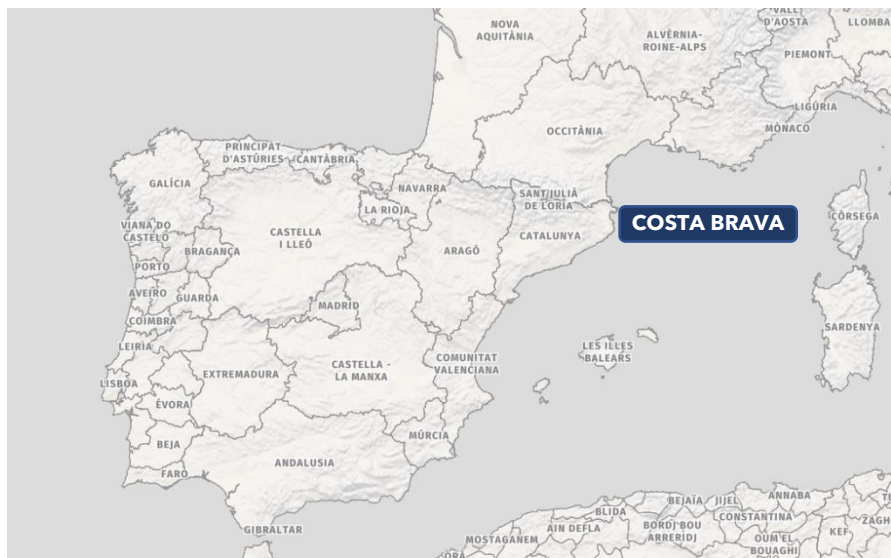 NOVA
AQUITÀNIA
ALVÈRNIA-
ROINE-ALPS
VALL
D'AOSTA
LLOMBA
PIEMONT
LIGÚRIA
MÒNACO
OCCITÀNIA
PRINCIPAT
D'ASTÚRIES
CANTÀBRIA
GALÍCIA
NAVARRA
LA RIOJA
SANT JULIÀ
DE LÒRIA
COSTA BRAVA
CÒRSEGA
VIANA DO
CASTELO
BRAGANÇA
CASTELLA
I LLEÓ
ARAGÓ
CATALUNYA
PORTO
AVEIRO
GUARDA
MADRID
COIMBRA
SARDENYA
LEIRIA
LES ILLES
BALEARS
COMUNITAT
VALENCIANA
CASTELLA -
LA MANXA
EXTREMADURA
LISBOA
ÉVORA
BEJA
MÚRCIA
ANDALUSIA
FARO
GIBRALTAR
BLIDA
BEJAÏA
JIJEL
ANNABA
CONSTANTINA
AIN DEFLA
BORDJ BOU
ARRERIDJ
MOSTAGANEM
OUM EL
BOUAGHI
KEF
ZAGH